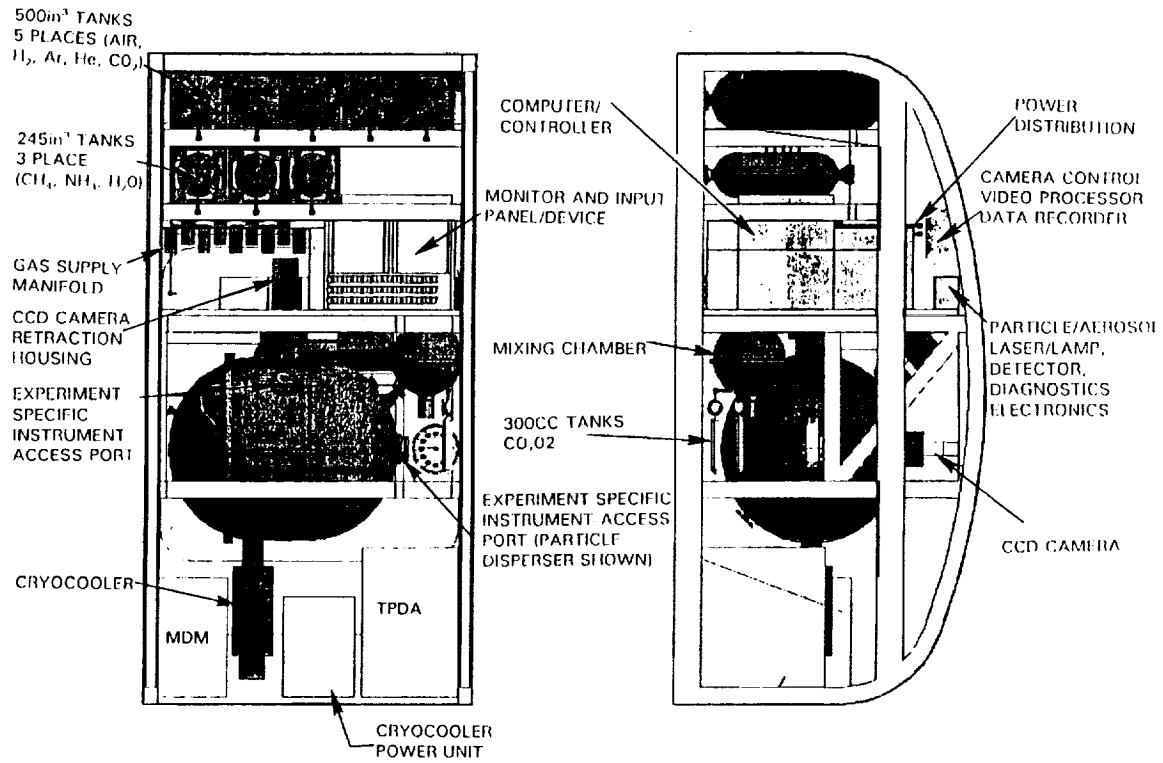 500in³ TANKS
5 PLACES (AIR,
H₂, Ar, He, CO₂)
245in³ TANKS
3 PLACE
(CH₄, NH₄, H₂O)
GAS SUPPLY
MANIFOLD
CCD CAMERA
RETRACTION
HOUSING
EXPERIMENT
SPECIFIC
INSTRUMENT
ACCESS PORT
CRYOCOOLER
MDM
TPDA
CRYOCOOLER
POWER UNIT
MONITOR AND INPUT
PANEL/DEVICE
EXPERIMENT SPECIFIC
INSTRUMENT ACCESS
PORT (PARTICLE
DISPERSER SHOWN)
COMPUTER/
CONTROLLER
MIXING CHAMBER
300CC TANKS
CO,02
POWER
DISTRIBUTION
CAMERA CONTROL
VIDEO PROCESSOR
DATA RECORDER
PARTICLE/AEROSOL
LASER/LAMP,
DETECTOR,
DIAGNOSTICS
ELECTRONICS
CCD CAMERA